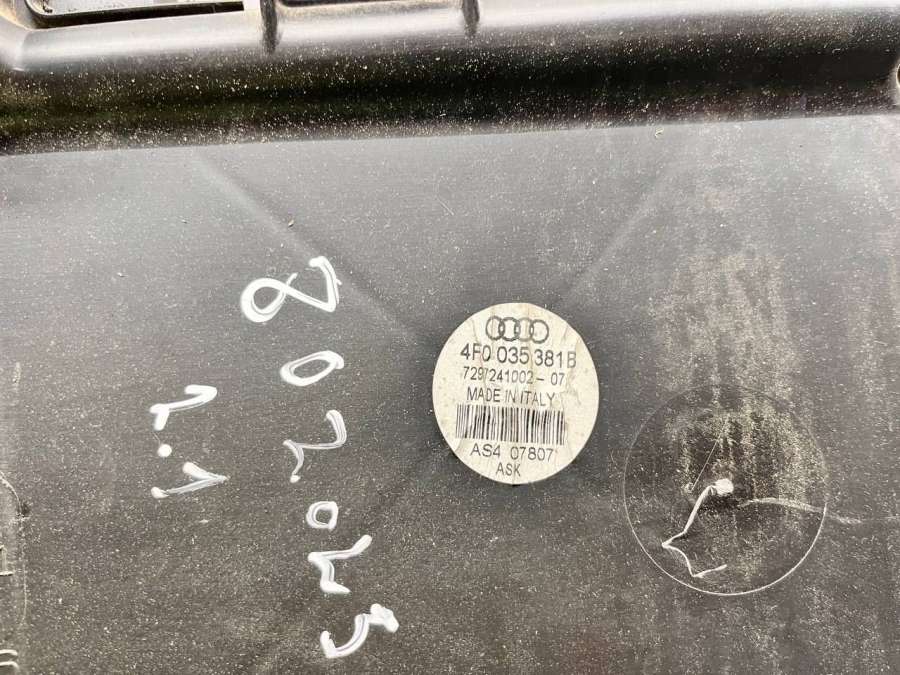 4F0 035 381B
7297241002-07
MADE IN ITALY
AS4 07807
ASK
802045
1.1